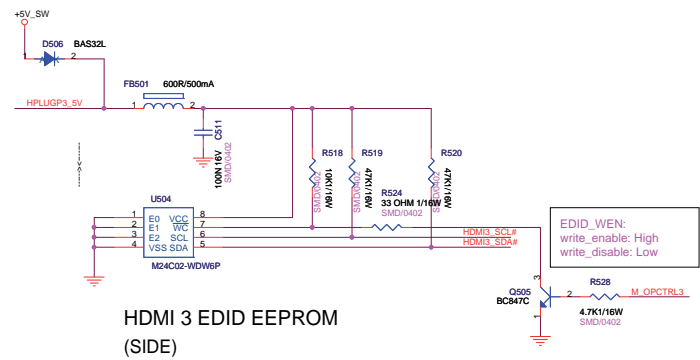 +5V_SW
D506 BAS32L
1 2
FB501 600R/500mA
HPLUGP3_5V 1 2
C511
100N 16V
SMD/0402
R518 R519 R520
10K1/16W
SMD/0402
47K1/16W
SMD/0402
47K1/16W
SMD/0402
R524
33 OHM 1/16W
SMD/0402
U504
1 E0 VCC 8
2 E1 WC 7
3 E2 SCL 6
4 VSS SDA 5
M24C02-WDW6P
HDMI3_SCL#
HDMI3_SDA#
EDID_WEN:
write_enable: High
write_disable: Low
3
Q505
BC847C
2
1
R528
M_OPCTRL3
4.7K1/16W
SMD/0402
HDMI 3 EDID EEPROM
(SIDE)